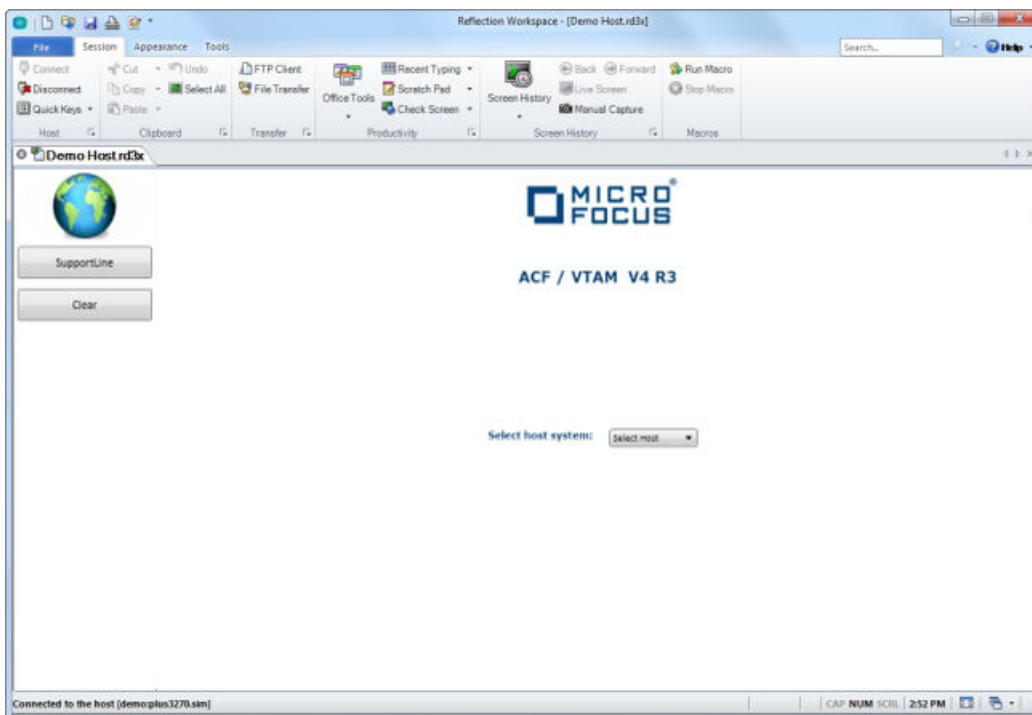 Reflection Workspace - [Demo Host.rd3x]
File Session Appearance Tools Search... Help
Connect Cut Undo FTP Client Recent Typing Back Forward Run Macro
Disconnect Copy Select All File Transfer Office Tools Scratch Pad Screen History Live Screen Stop Macro
Quick Keys Paste Check Screen Manual Capture
Host Clipboard Transfer Productivity Screen History Macros
Demo Host.rd3x
MICRO
FOCUS
SupportLine
ACF / VTAM V4 R3
Clear
Select host system: Select Host
Connected to the host [demo:plus3270.sim] CAP NUM SCRL 2:52 PM